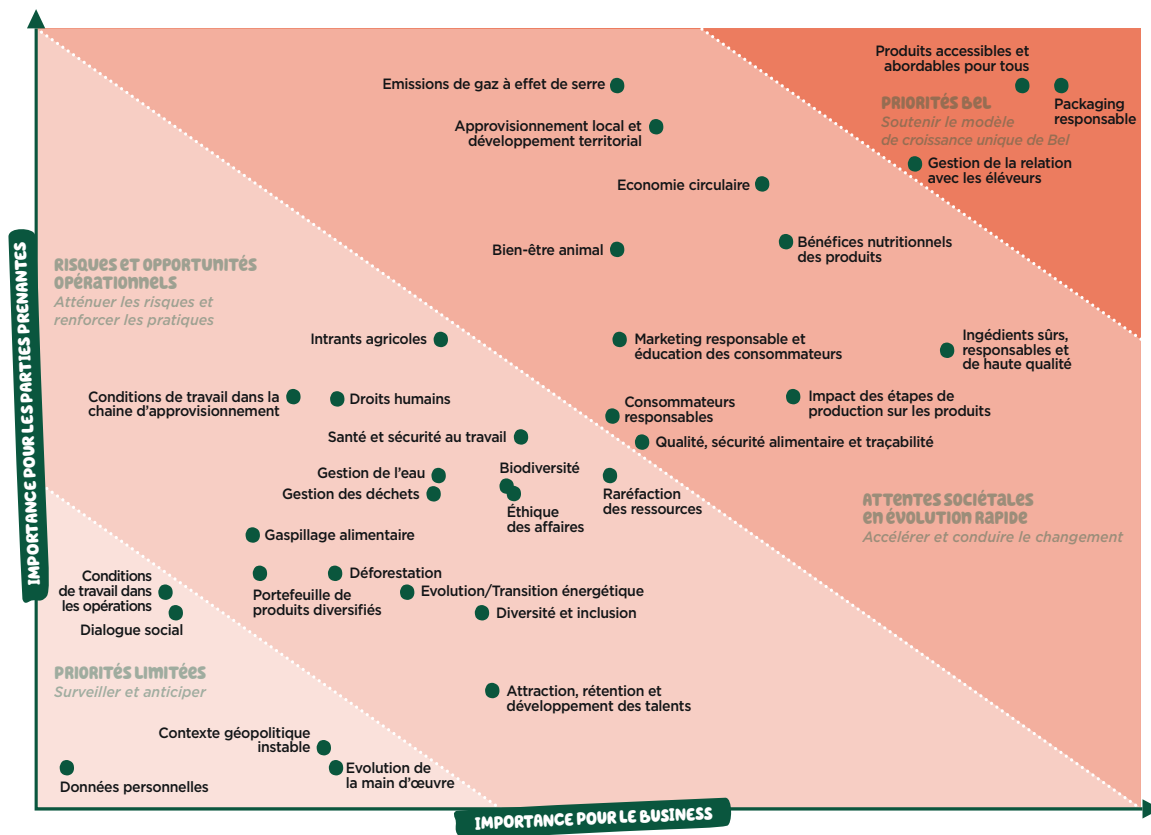 Produits accessibles et
abordables pour tous
Emissions de gaz à effet de serre
PRIORITÉS BEL
Soutenir le modèle
de croissance unique de Bel
Packaging
responsable
Approvisionnement local et
développement territorial
Gestion de la relation
avec les éléveurs
Economie circulaire
Bien-être animal
Bénéfices nutritionnels
des produits
RISQUES ET OPPORTUNITÉS
OPÉRATIONNELS
Atténuer les risques et
renforcer les pratiques
IMPORTANCE POUR LES PARTIES PRENANTES
Intrants agricoles
Marketing responsable et
éducation des consommateurs
Ingédients sûrs,
responsables et
de haute qualité
Conditions de travail dans la
chaine d'approvisionnement
Droits humains
Consommateurs
responsables
Impact des étapes de
production sur les produits
Santé et sécurité au travail
Qualité, sécurité alimentaire et traçabilité
Gestion de l'eau
Biodiversité
Gestion des déchets
Éthique
des affaires
Raréfaction
des ressources
ATTENTES SOCIÉTALES
EN ÉVOLUTION RAPIDE
Accélérer et conduire le changement
Gaspillage alimentaire
Conditions
de travail dans
les opérations
Déforestation
Portefeuille de
produits diversifiés
Evolution/Transition énergétique
Diversité et inclusion
Dialogue social
PRIORITÉS LIMITÉES
Surveiller et anticiper
Attraction, rétention et
développement des talents
Contexte géopolitique
instable
Evolution de
la main d'œuvre
Données personnelles
IMPORTANCE POUR LE BUSINESS